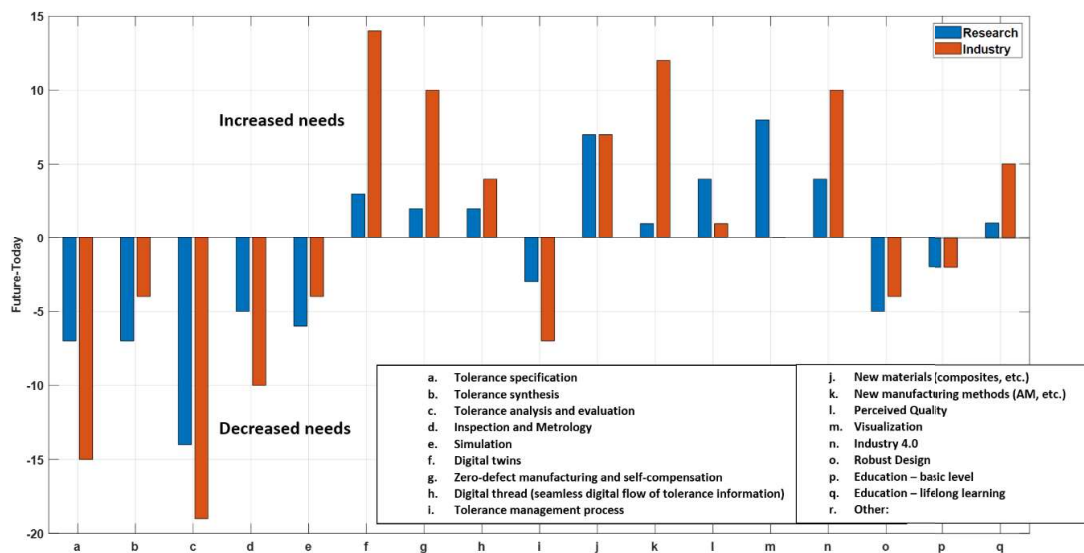 15
Research
Industry
10
Increased needs
5
0
Future-Today
-5
-10
Decreased needs
-15
-20
a. Tolerance specification
b. Tolerance synthesis
c. Tolerance analysis and evaluation
d. Inspection and Metrology
e. Simulation
f. Digital twins
g. Zero-defect manufacturing and self-compensation
h. Digital thread (seamless digital flow of tolerance information)
i. Tolerance management process
j. New materials (composites, etc.)
k. New manufacturing methods (AM, etc.)
l. Perceived Quality
m. Visualization
n. Industry 4.0
o. Robust Design
p. Education – basic level
q. Education – lifelong learning
r. Other:
a b c d e f g h i j k l m n o p q